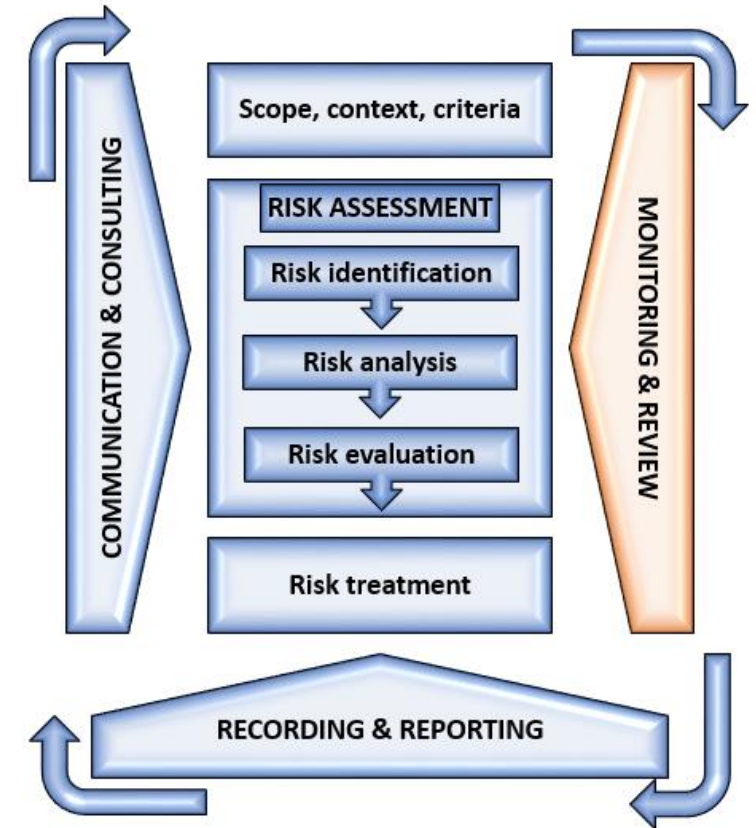 Scope, context, criteria
RISK ASSESSMENT
Risk identification
Risk analysis
Risk evaluation
Risk treatment
COMMUNICATION & CONSULTING
MONITORING & REVIEW
RECORDING & REPORTING